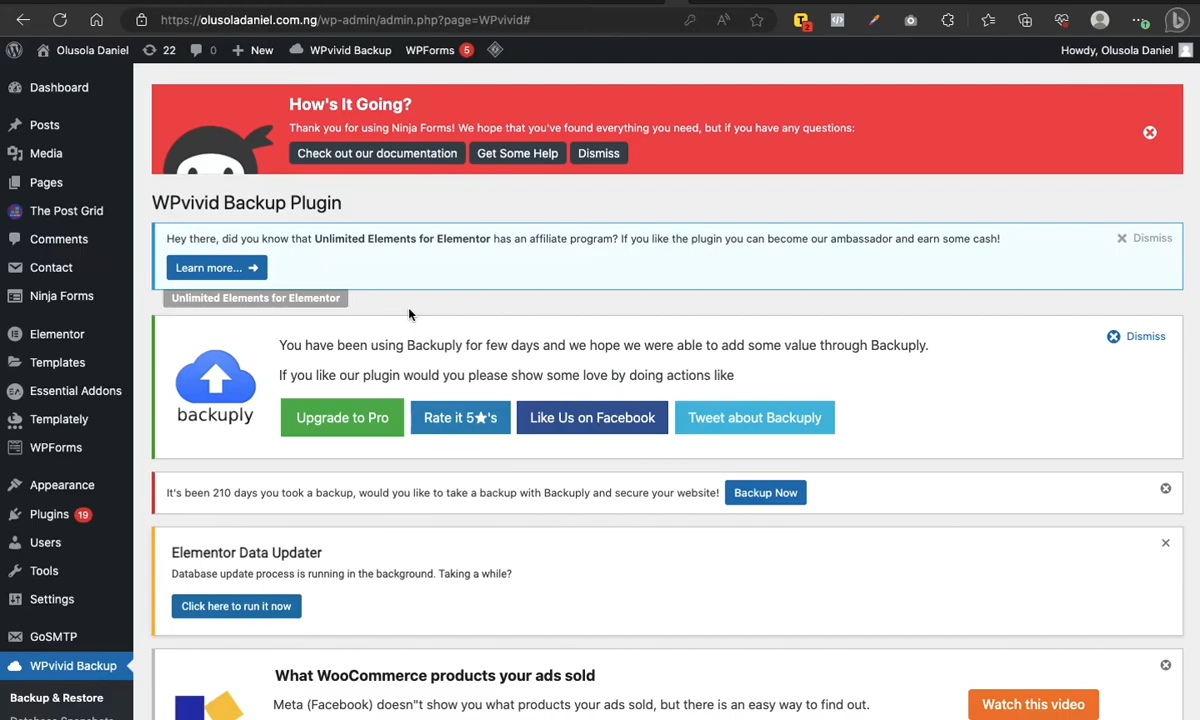 https://olusoladaniel.com.ng/wp-admin/admin.php?page=WPvivid#
2
Olusola Daniel
22
0
New
WPvivid Backup
WPForms 5
Howdy, Olusola Daniel
Dashboard
Posts
Media
Pages
The Post Grid
Comments
Contact
Ninja Forms
Elementor
Templates
Essential Addons
Templately
WPForms
Appearance
Plugins 19
Users
Tools
Settings
GoSMTP
WPvivid Backup
Backup & Restore
Database Snapshots
How's It Going?
Thank you for using Ninja Forms! We hope that you've found everything you need, but if you have any questions:
Check out our documentation
Get Some Help
Dismiss
WPvivid Backup Plugin
Hey there, did you know that Unlimited Elements for Elementor has an affiliate program? If you like the plugin you can become our ambassador and earn some cash!
Dismiss
Learn more...
Unlimited Elements for Elementor
backuply
You have been using Backuply for few days and we hope we were able to add some value through Backuply.
Dismiss
If you like our plugin would you please show some love by doing actions like
Upgrade to Pro
Rate it 5★'s
Like Us on Facebook
Tweet about Backuply
It's been 210 days you took a backup, would you like to take a backup with Backuply and secure your website!
Backup Now
Elementor Data Updater
Database update process is running in the background. Taking a while?
Click here to run it now
What WooCommerce products your ads sold
Meta (Facebook) doesn"t show you what products your ads sold, but there is an easy way to find out.
Watch this video